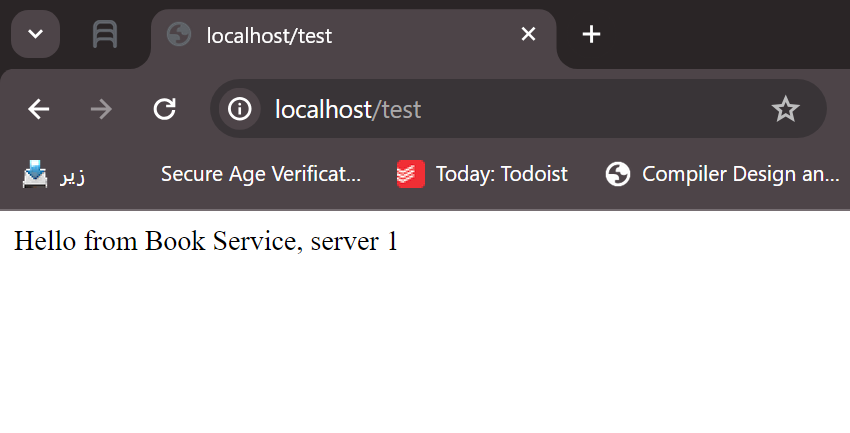 localhost/test
localhost/test
زیر
Secure Age Verificat...
Today: Todoist
Compiler Design an...
Hello from Book Service, server 1